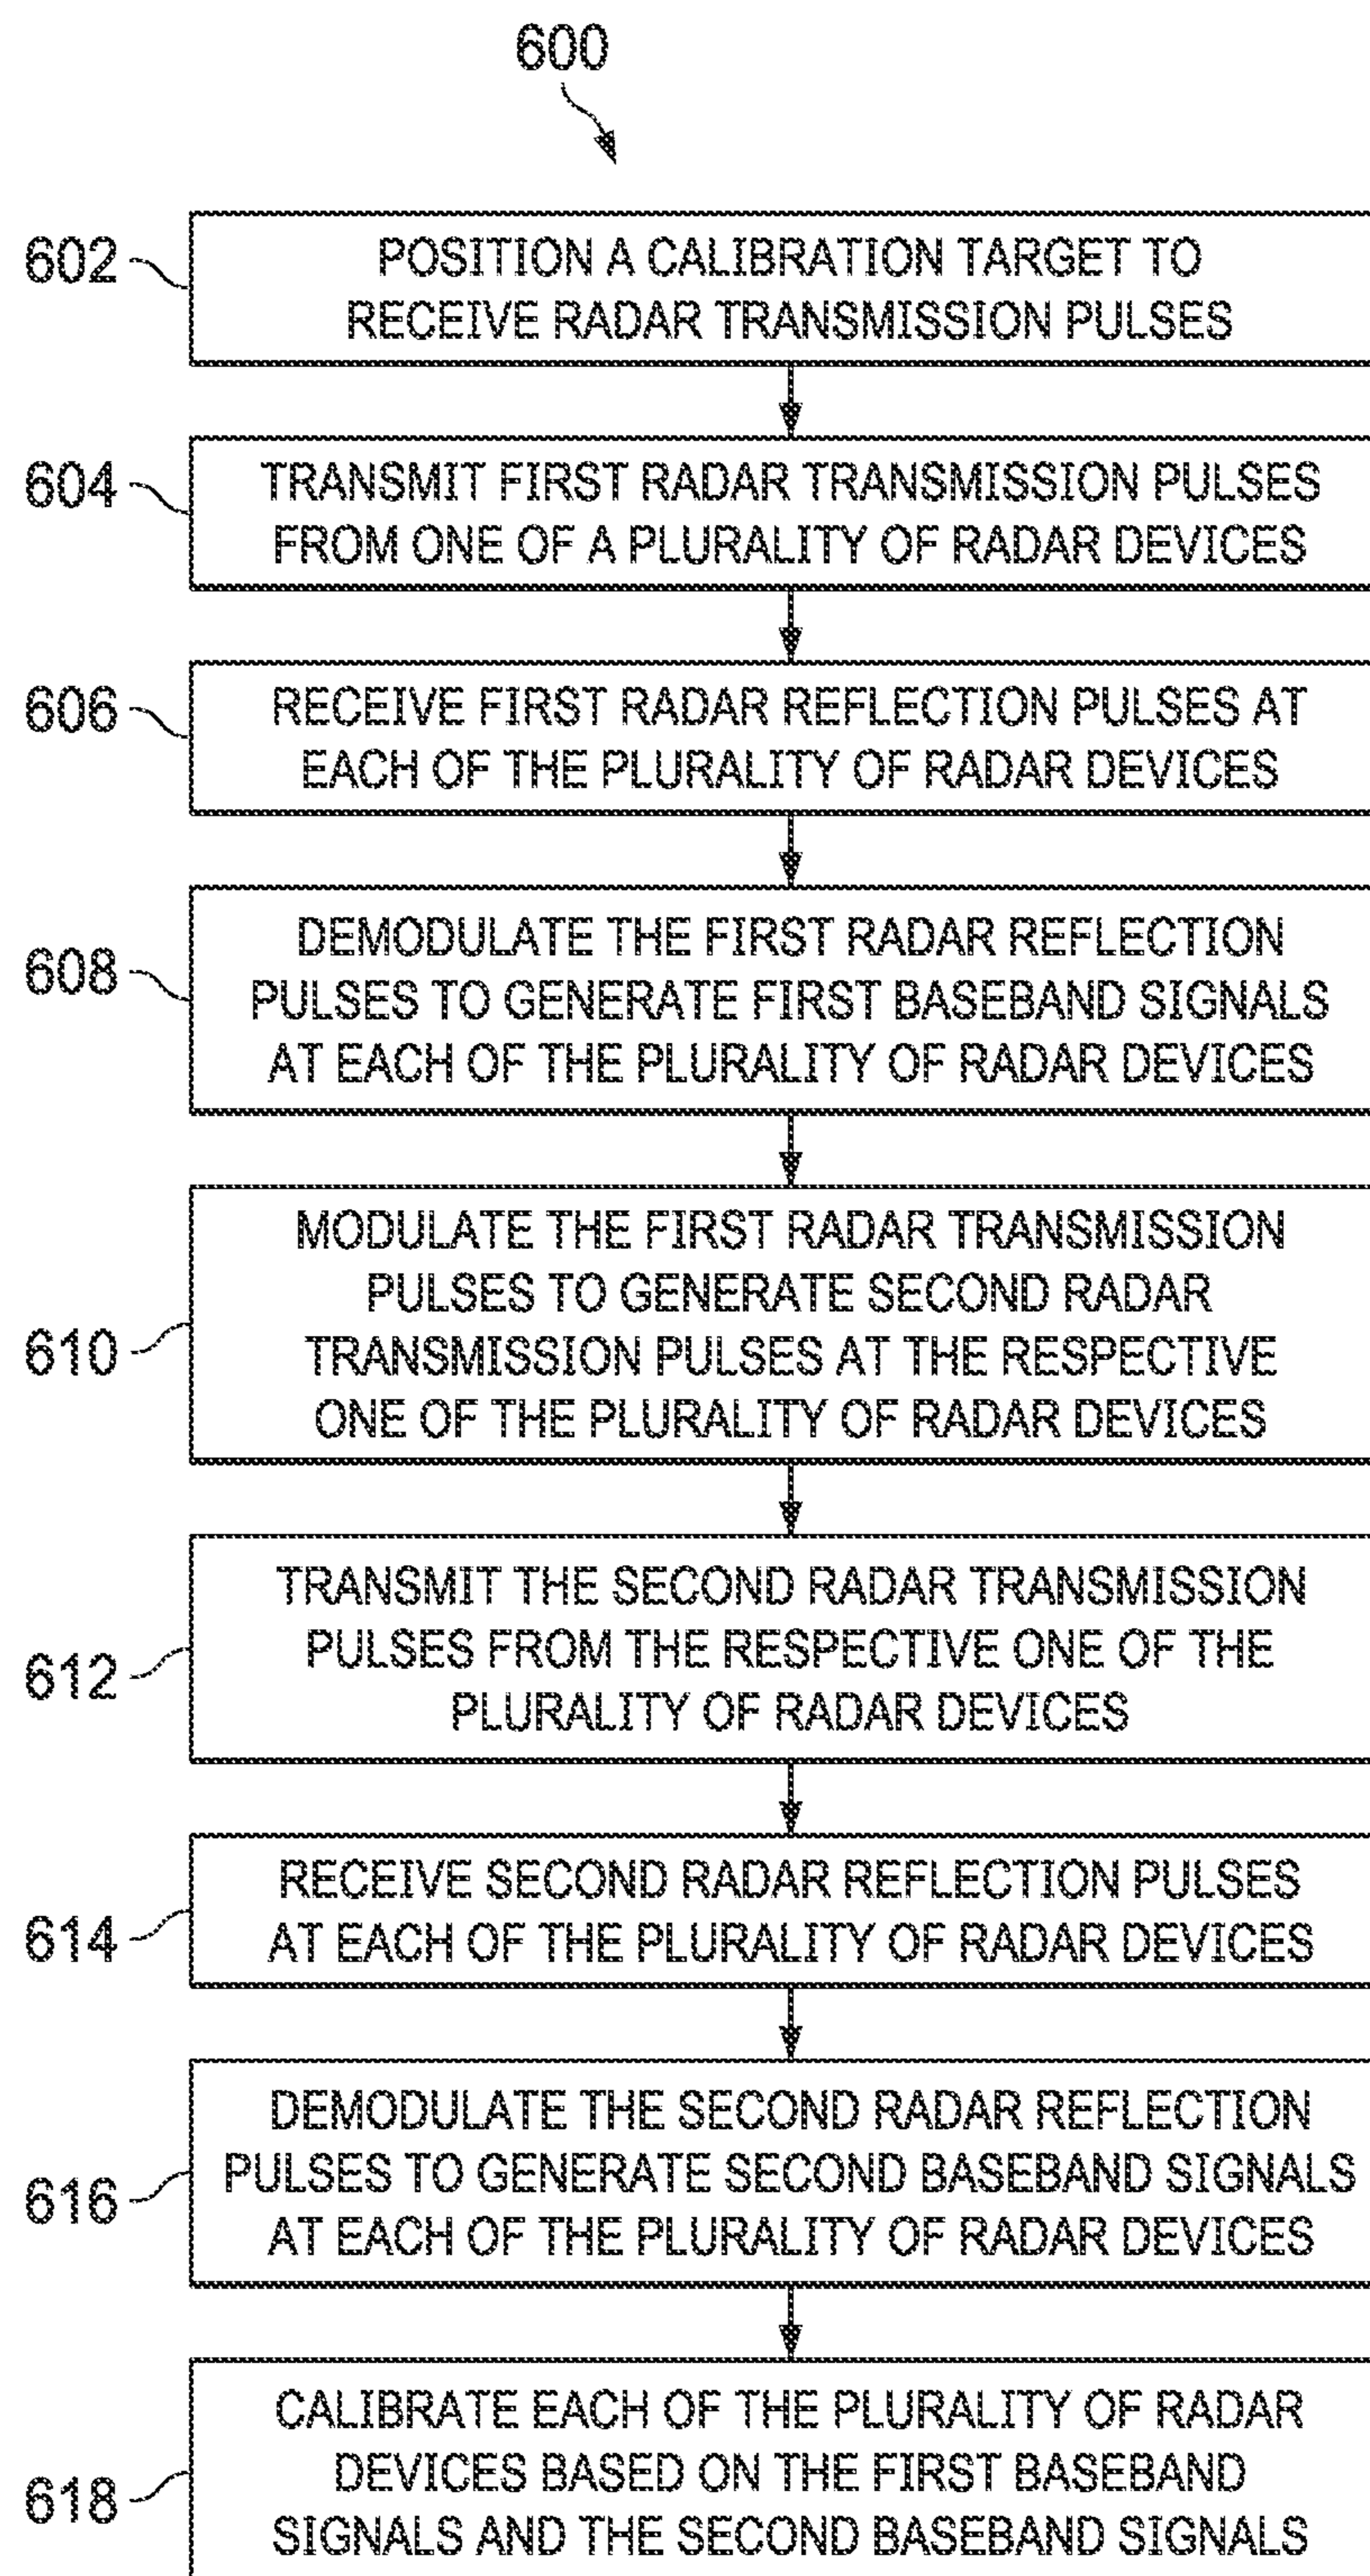 600
602
POSITION A CALIBRATION TARGET TO
RECEIVE RADAR TRANSMISSION PULSES
604
TRANSMIT FIRST RADAR TRANSMISSION PULSES
FROM ONE OF A PLURALITY OF RADAR DEVICES
606
RECEIVE FIRST RADAR REFLECTION PULSES AT
EACH OF THE PLURALITY OF RADAR DEVICES
608
DEMODULATE THE FIRST RADAR REFLECTION
PULSES TO GENERATE FIRST BASEBAND SIGNALS
AT EACH OF THE PLURALITY OF RADAR DEVICES
610
MODULATE THE FIRST RADAR TRANSMISSION
PULSES TO GENERATE SECOND RADAR
TRANSMISSION PULSES AT THE RESPECTIVE
ONE OF THE PLURALITY OF RADAR DEVICES
612
TRANSMIT THE SECOND RADAR TRANSMISSION
PULSES FROM THE RESPECTIVE ONE OF THE
PLURALITY OF RADAR DEVICES
614
RECEIVE SECOND RADAR REFLECTION PULSES
AT EACH OF THE PLURALITY OF RADAR DEVICES
616
DEMODULATE THE SECOND RADAR REFLECTION
PULSES TO GENERATE SECOND BASEBAND SIGNALS
AT EACH OF THE PLURALITY OF RADAR DEVICES
618
CALIBRATE EACH OF THE PLURALITY OF RADAR
DEVICES BASED ON THE FIRST BASEBAND
SIGNALS AND THE SECOND BASEBAND SIGNALS